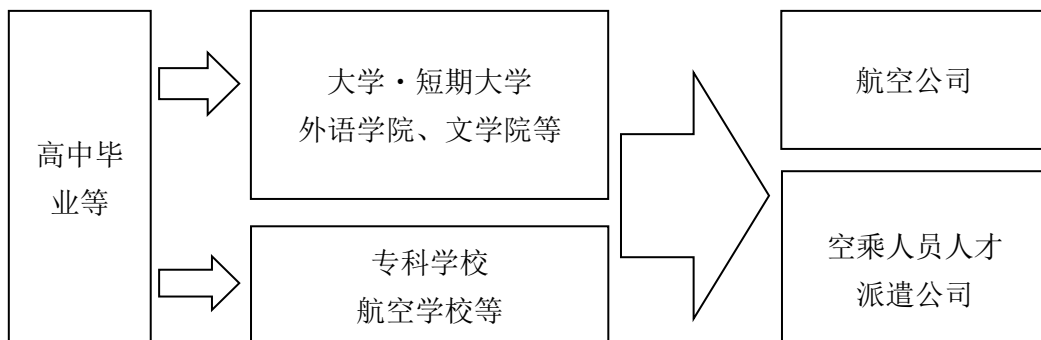 高中毕
业等
大学・短期大学
外语学院、文学院等
专科学校
航空学校等
航空公司
空乘人员人才
派遣公司